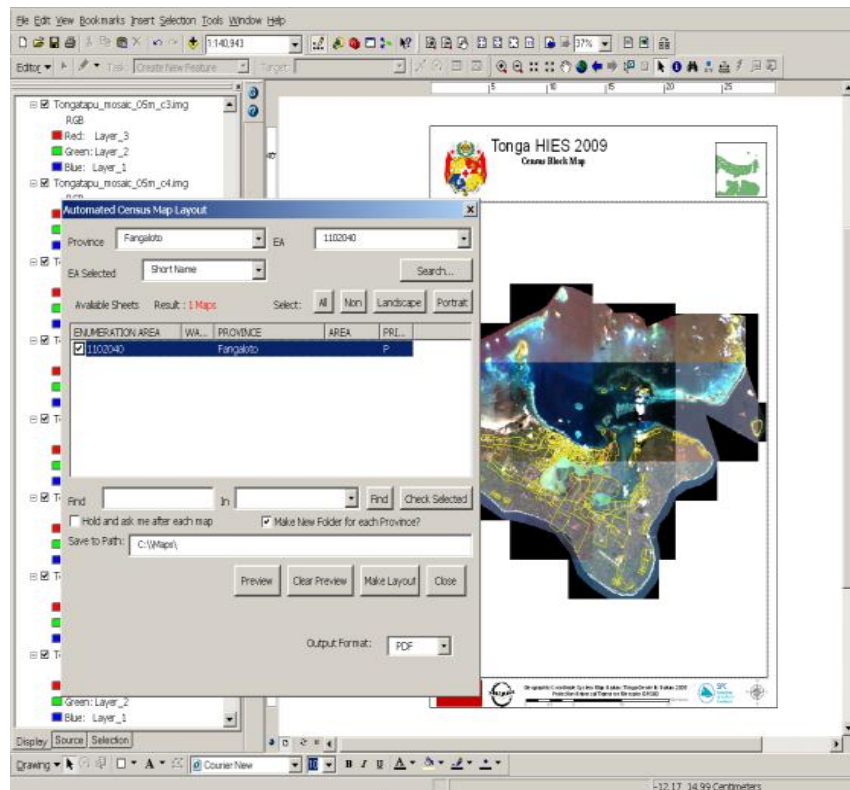 File Edit View Bookmarks Insert Selection Tools Window Help
1:140,943
37%
Editor Task: Create New Feature Target:
5 10 15 20 25
Tongatapu_mosaic_05m_c3.img
RGB
Red: Layer_3
Green: Layer_2
Blue: Layer_1
Tongatapu_mosaic_05m_c4.img
RGB
Automated Census Map Layout
Province Fangaloto EA 1102040
EA Selected Short Name Search...
Available Sheets Result : 1 Maps Select: All Non Landscape Portrait
ENUMERATION AREA WA... PROVINCE AREA PRI...
1102040 Fangaloto P
Find In Find Check Selected
Hold and ask me after each map Make New Folder for each Province?
Save to Path: C:\Maps\
Preview Clear Preview Make Layout Close
Output Format: PDF
Green: Layer_2
Blue: Layer_1
Display Source Selection
Drawing A Courier New 10 B I U A
-12.17 14.99 Centimeters
Tonga HIES 2009
Census Block Map
SPC